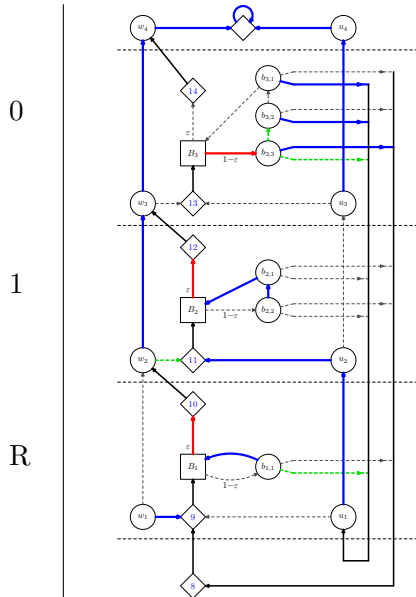 w₄ u₄
14 b₃,₁
0 b₃,₂
ε
B₃ 1−ε b₃,₃
w₃ 13 u₃
12
ε b₂,₁
1
B₂ 1−ε b₂,₂
w₂ 11 u₂
10
ε
R B₁ 1−ε b₁,₁
w₁ 9 u₁
8